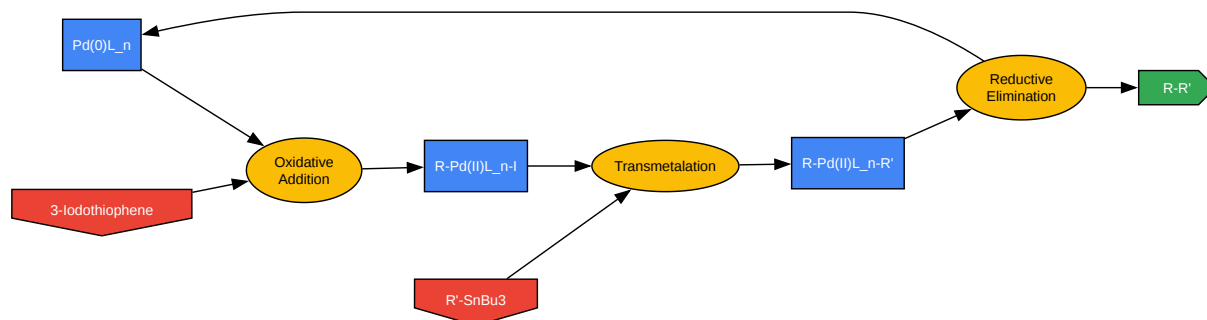 Pd(0)L_n
Reductive
Elimination
R-R'
Oxidative
Addition
R-Pd(II)L_n-I
Transmetalation
R-Pd(II)L_n-R'
3-Iodothiophene
R'-SnBu3